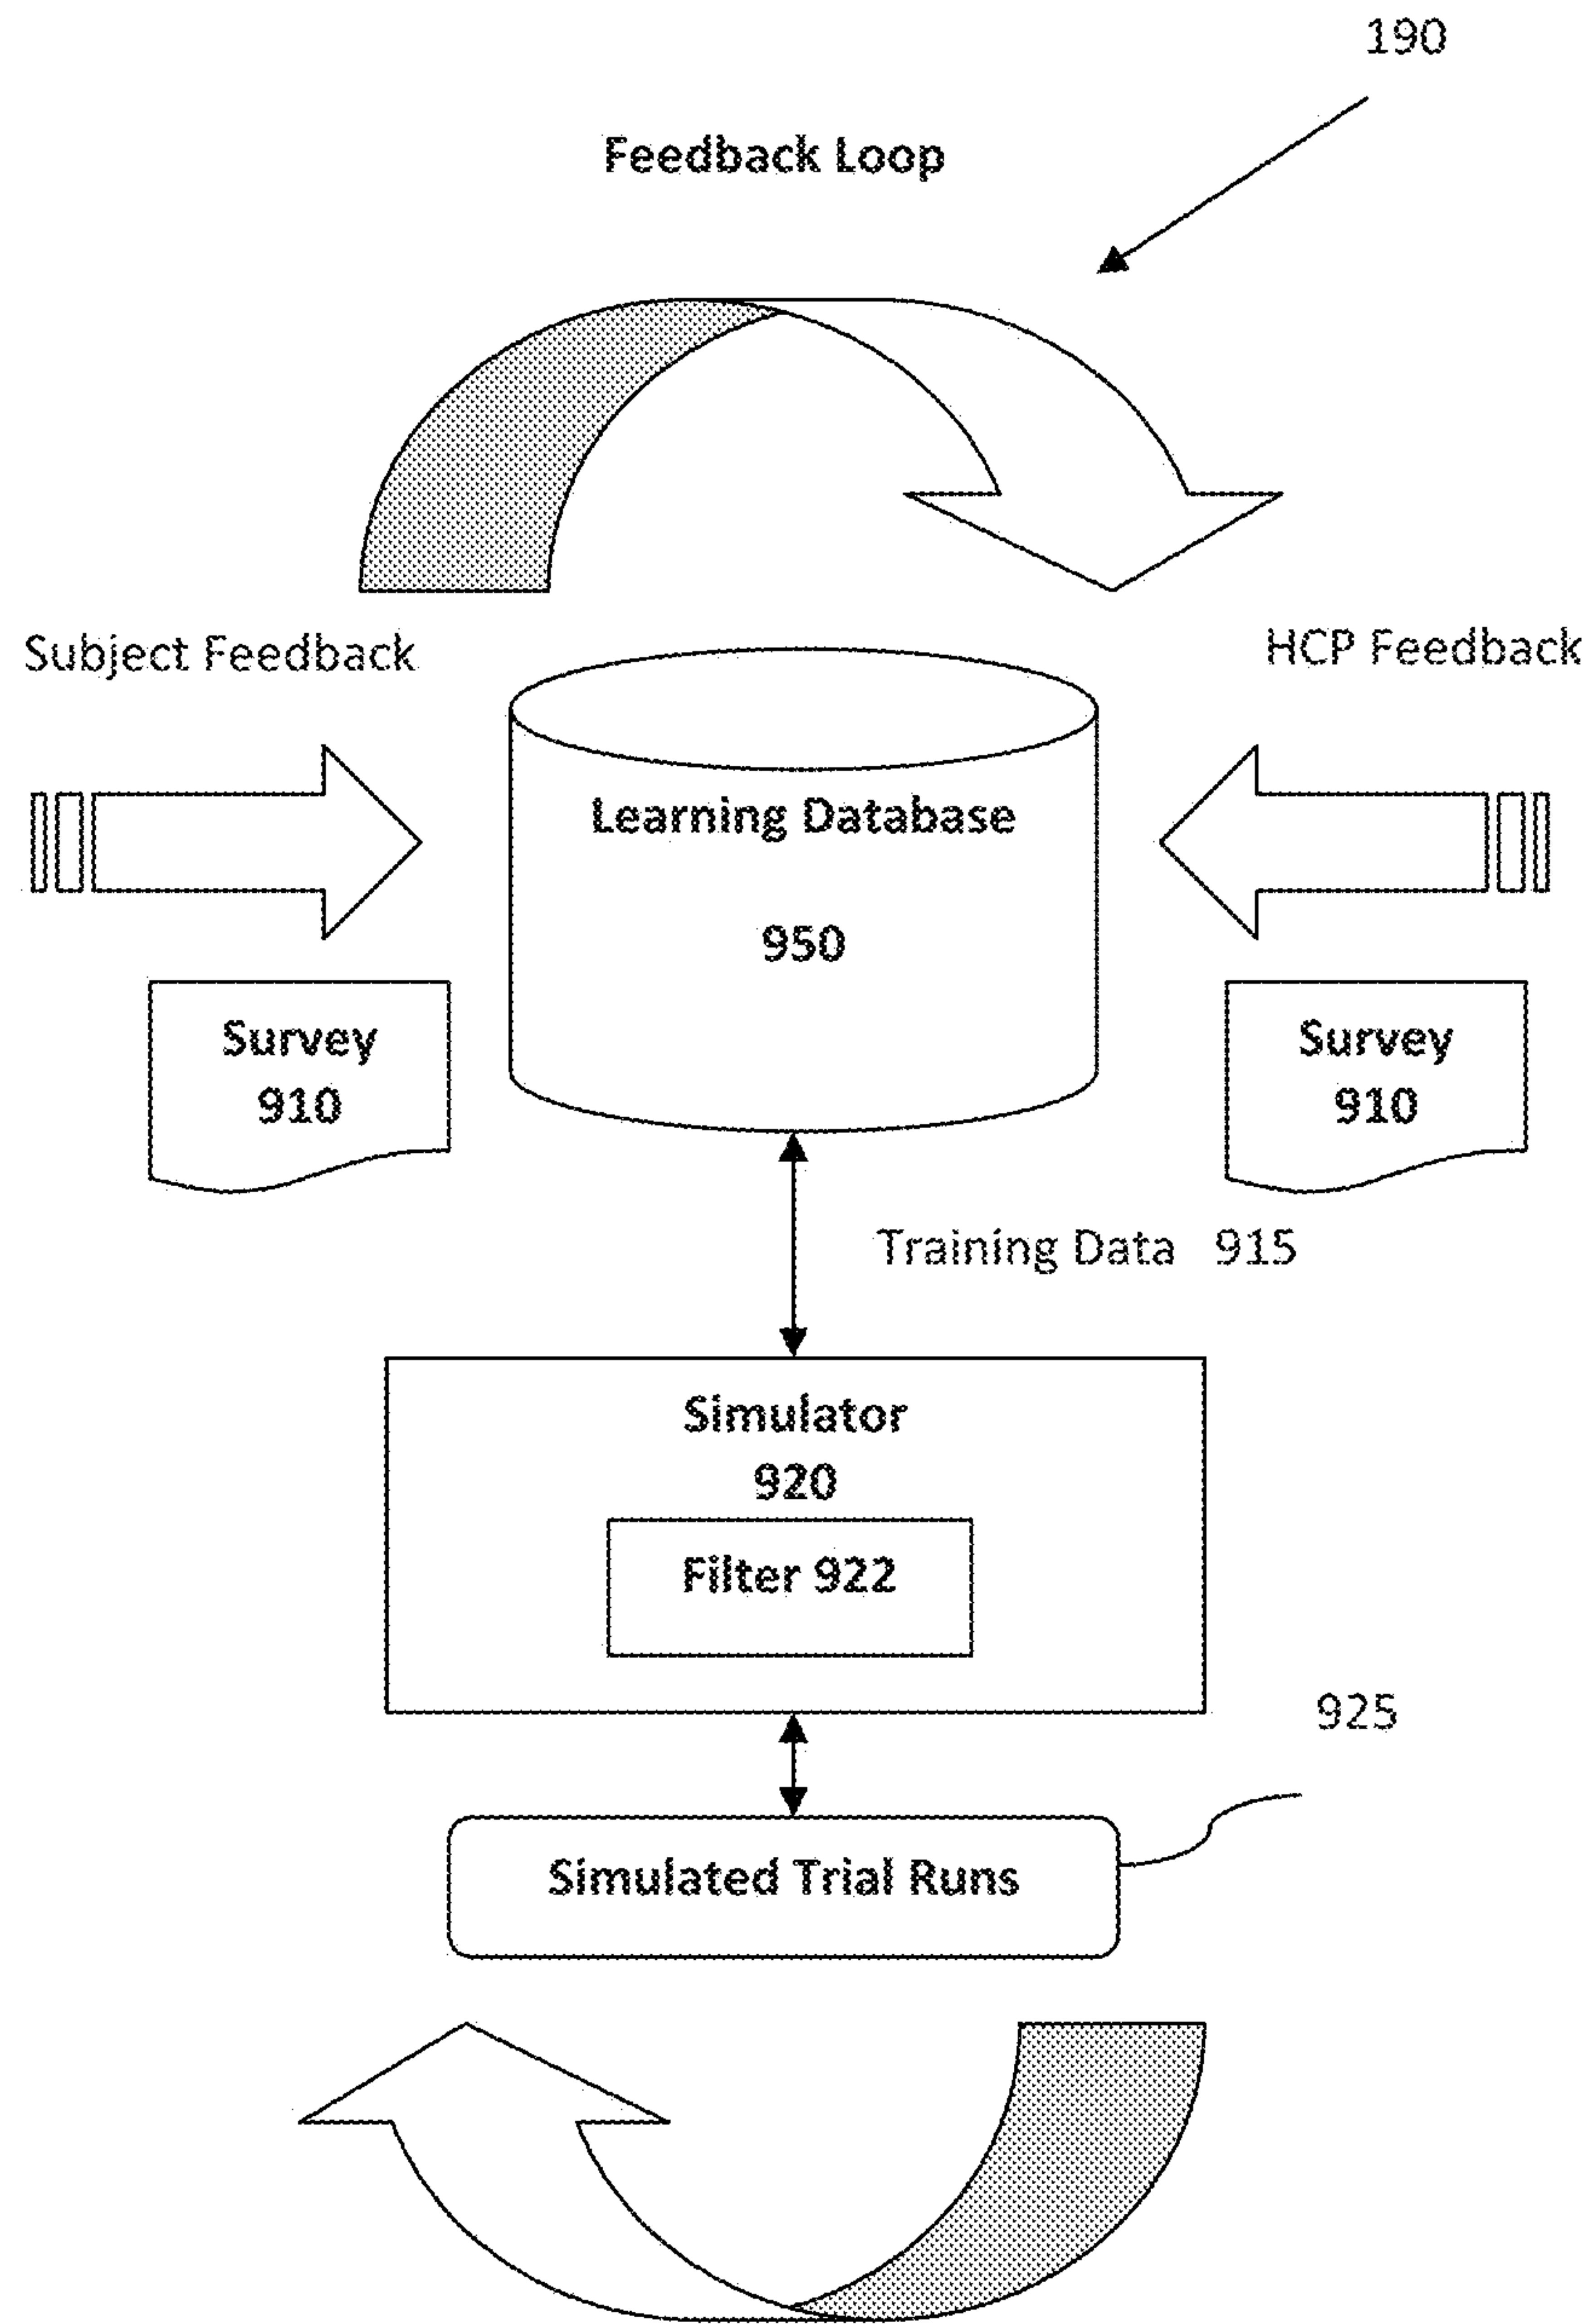 190
Feedback Loop
Subject Feedback
HCP Feedback
Learning Database
950
Survey
910
Survey
910
Training Data 915
Simulator
920
Filter 922
925
Simulated Trial Runs